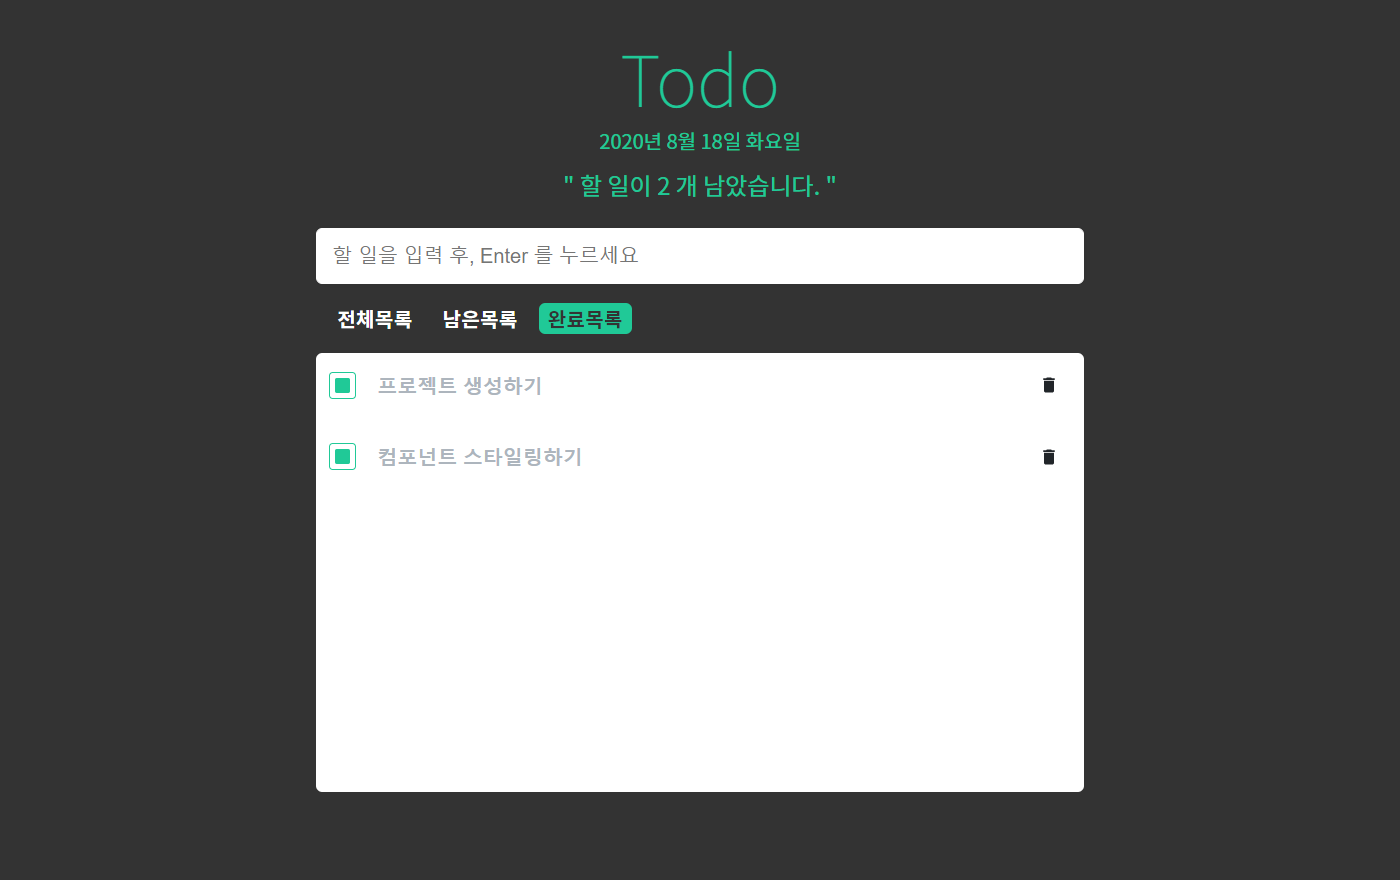 Todo
2020년 8월 18일 화요일
" 할 일이 2 개 남았습니다. "
할 일을 입력 후, Enter 를 누르세요
전체목록 남은목록 완료목록
프로젝트 생성하기
컴포넌트 스타일링하기